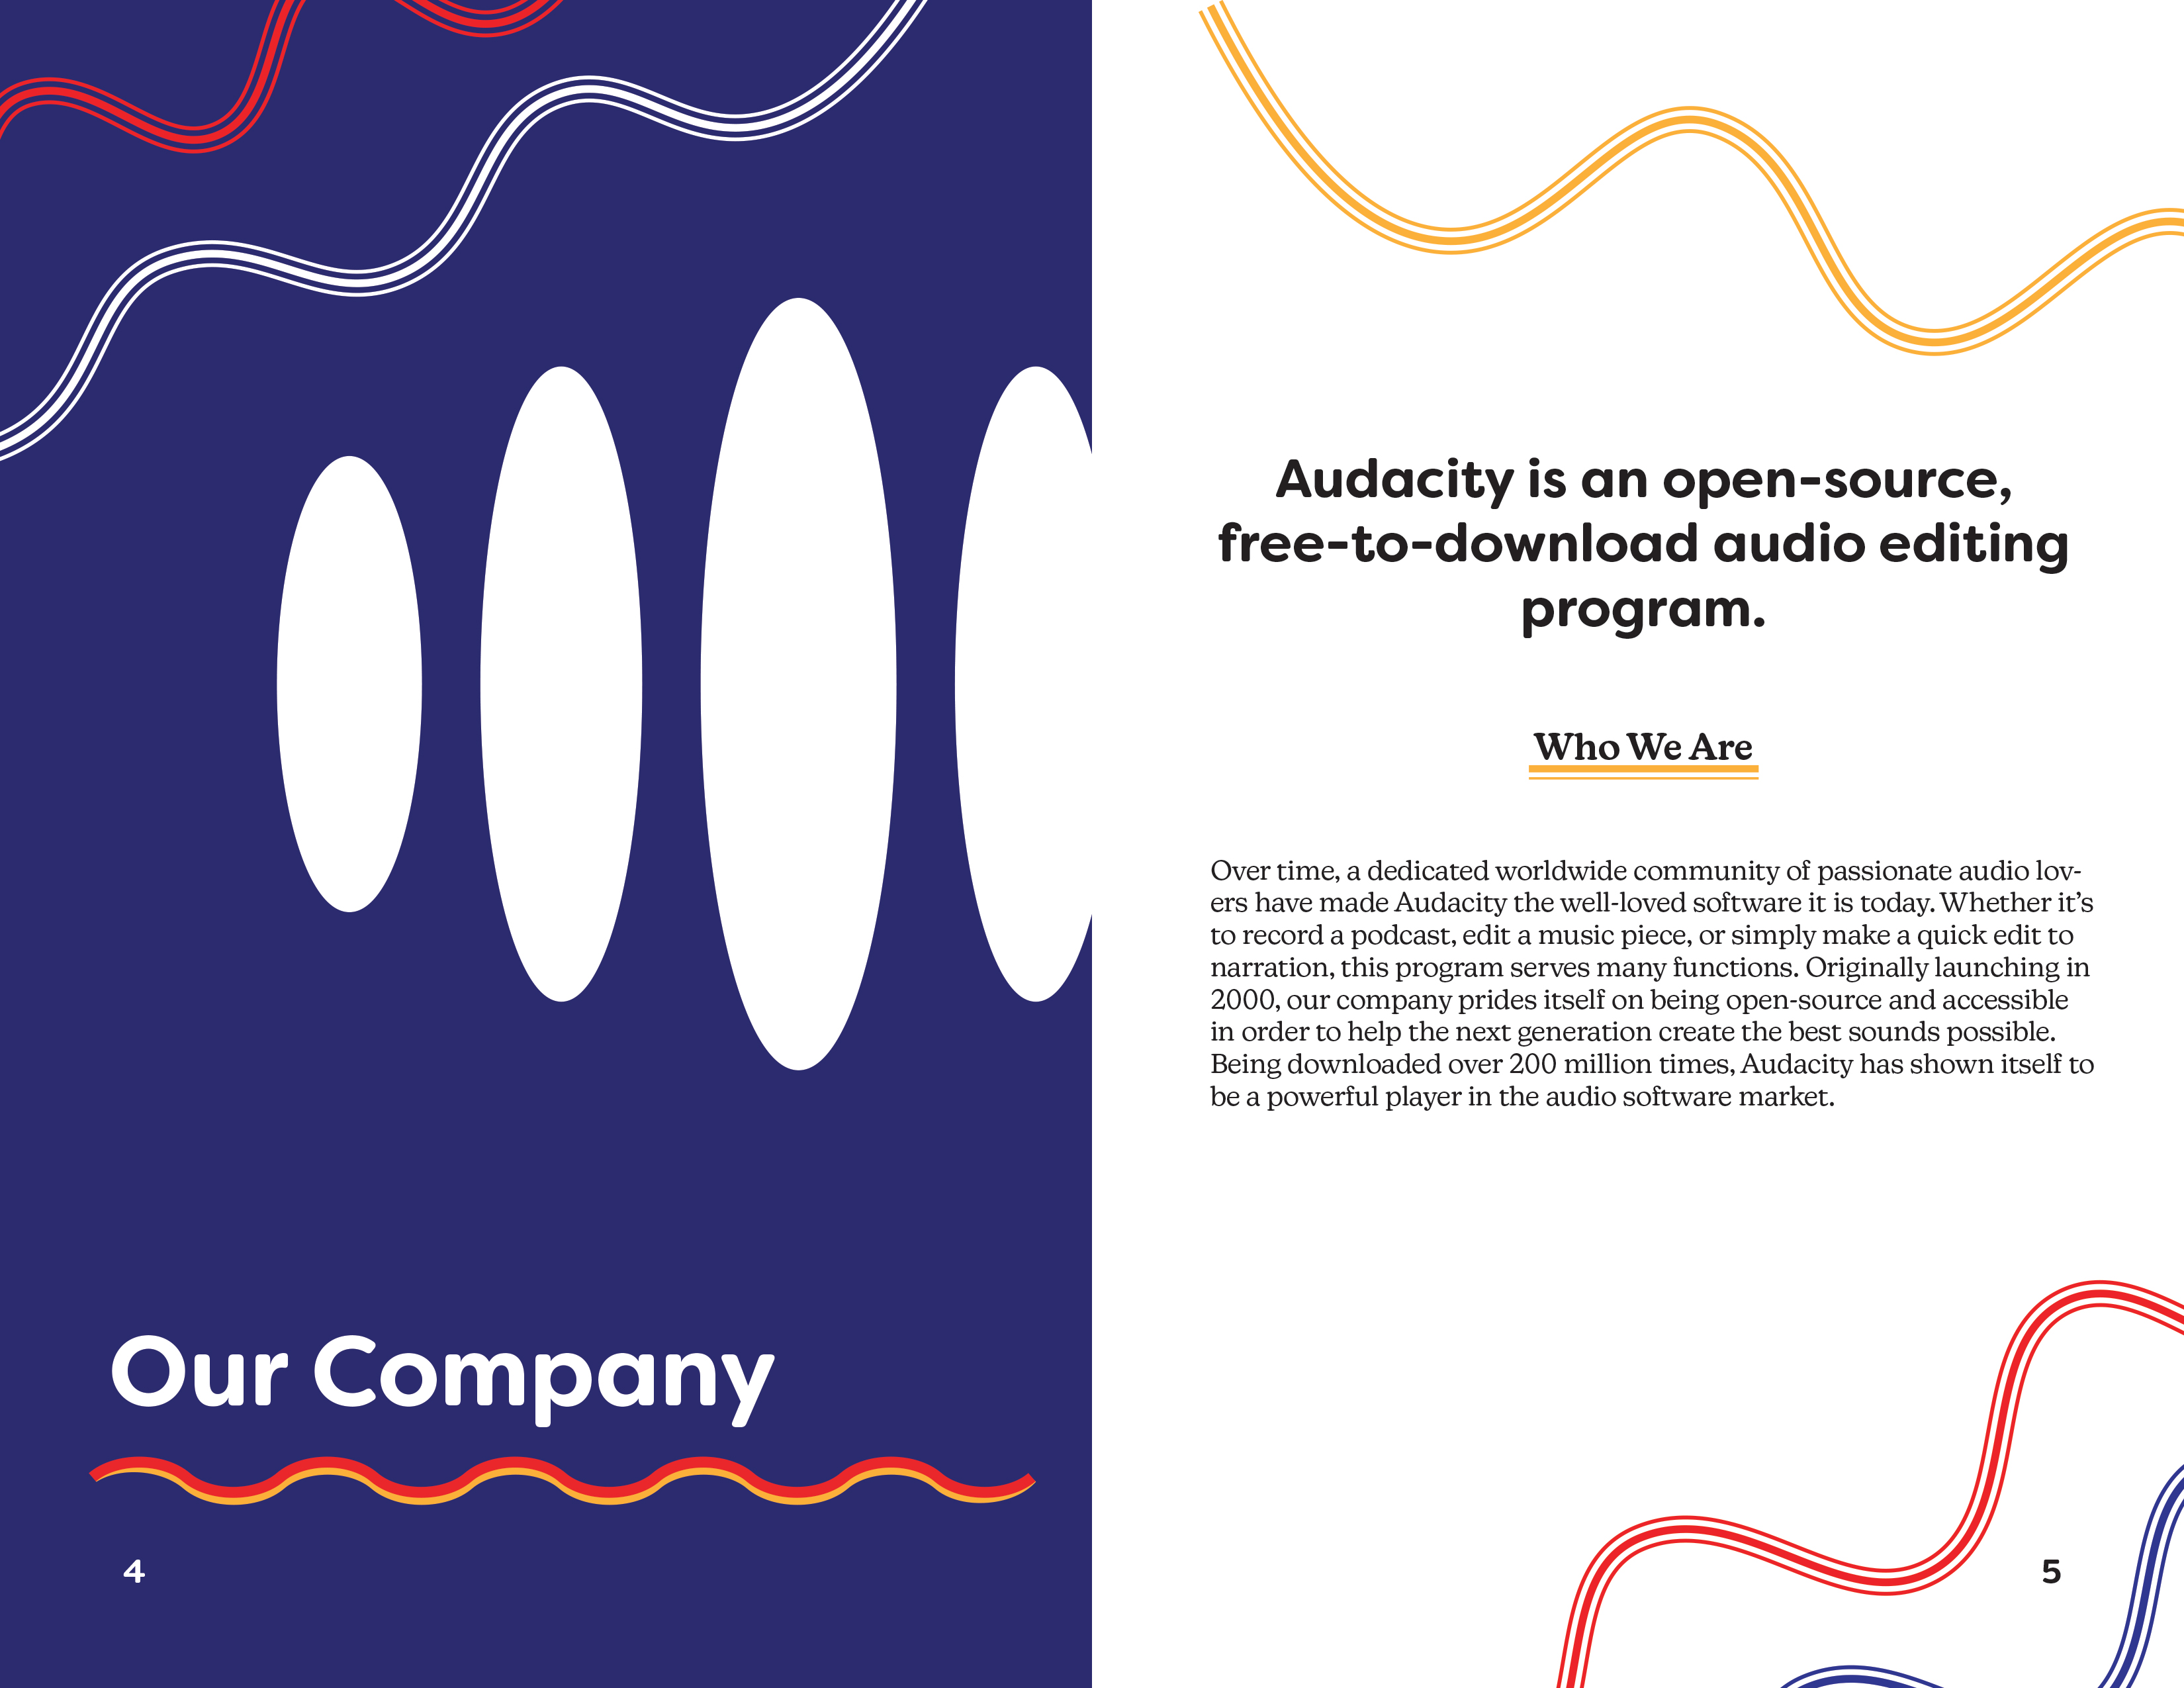 Our Company
4
Audacity is an open-source,
free-to-download audio editing
program.
Who We Are
Over time, a dedicated worldwide community of passionate audio lov-
ers have made Audacity the well-loved software it is today. Whether it’s
to record a podcast, edit a music piece, or simply make a quick edit to
narration, this program serves many functions. Originally launching in
2000, our company prides itself on being open-source and accessible
in order to help the next generation create the best sounds possible.
Being downloaded over 200 million times, Audacity has shown itself to
be a powerful player in the audio software market.
5